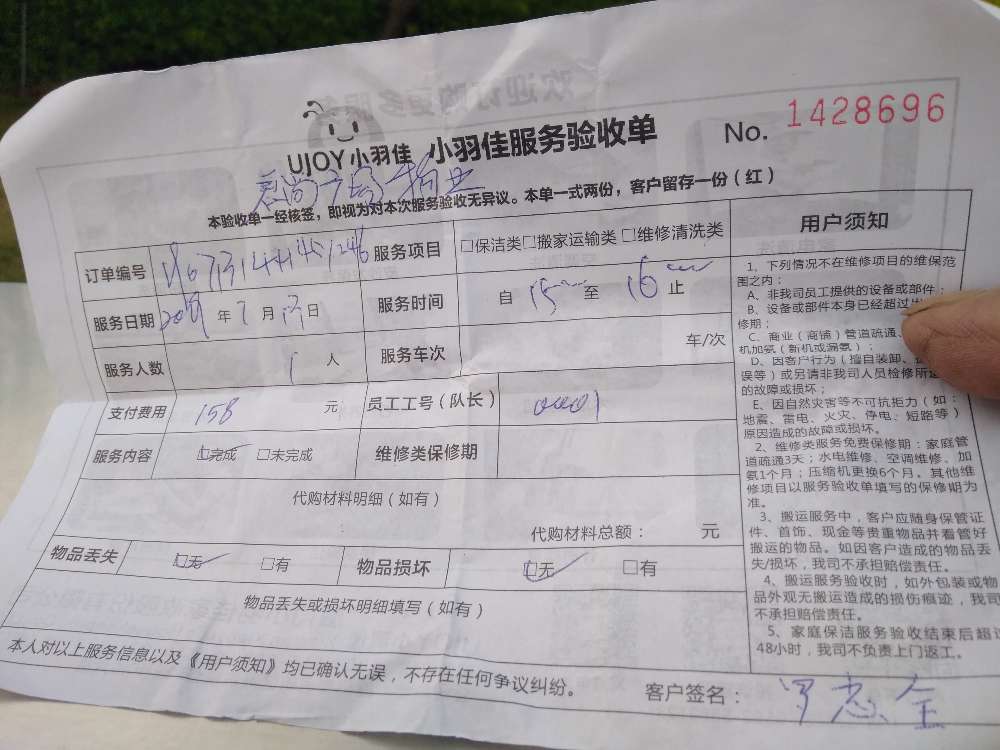 UJOY小羽佳 小羽佳服务验收单 No. 1428696
本验收单一经核签，即视为对本次服务验收无异议。本单一式两份，客户留存一份（红）
订单编号 服务项目 □保洁类□搬家运输类□维修清洗类
服务日期 年 7 月 日 服务时间 自 15 至 16 止
服务人数 1 人 服务车次 车/次
支付费用 158 元 员工工号（队长） 0001
服务内容 □完成 □未完成 维修类保修期
代购材料明细（如有）
代购材料总额： 元
物品丢失 □无 □有 物品损坏 □无 □有
物品丢失或损坏明细填写（如有）
本人对以上服务信息以及《用户须知》均已确认无误，不存在任何争议纠纷。
客户签名： 罗志全
用户须知
1、下列情况不在维修项目的维保范
围之内：
A、非我司员工提供的设备或部件；
B、设备或部件本身已经超过
修期；
C、商业（商铺）管道疏通、
机加氨（新机或漏氨）；
D、因客户行为（擅自装卸、
误等）或另请非我司人员检修所
的故障或损坏；
E、因自然灾害等不可抗拒力（如：
地震、雷电、火灾、停电、短路等）
原因造成的故障或损坏。
2、维修类服务免费保修期：家庭管
道疏通3天；水电维修、空调维修、加
氨1个月；压缩机更换6个月。其他维
修项目以服务验收单填写的保修期为
准。
3、搬运服务中，客户应随身保管证
件、首饰、现金等贵重物品并看管好
搬运的物品。如因客户造成的物品丢
失/损坏，我司不承担赔偿责任。
4、搬运服务验收时，如外包装或物
品外观无搬运造成的损伤痕迹，我司
不承担赔偿责任。
5、家庭保洁服务验收结束后超过
48小时，我司不负责上门返工。